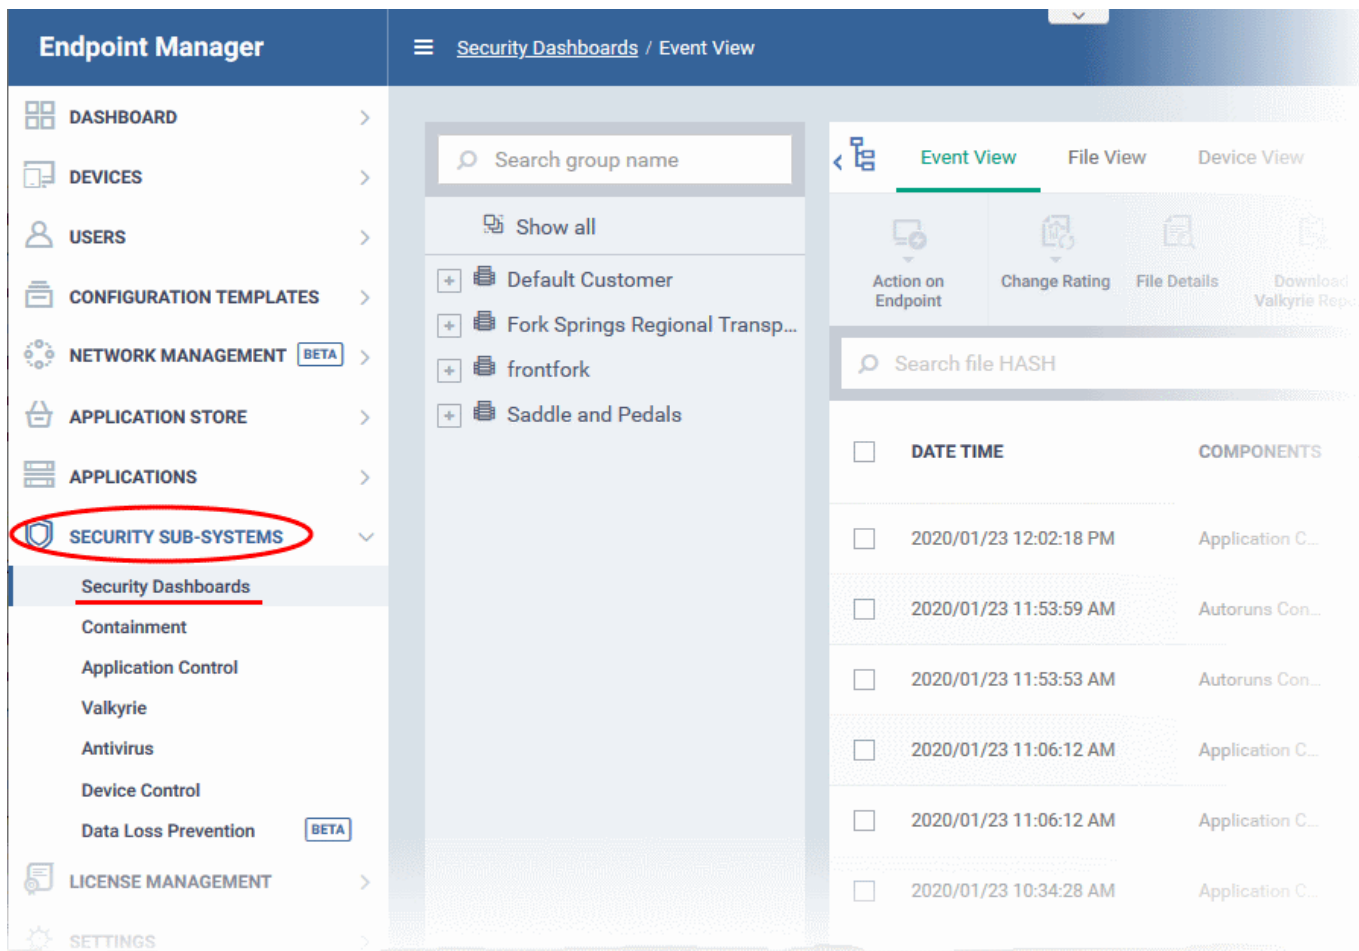 Endpoint Manager
Security Dashboards / Event View
DASHBOARD
DEVICES
USERS
CONFIGURATION TEMPLATES
NETWORK MANAGEMENT BETA
APPLICATION STORE
APPLICATIONS
SECURITY SUB-SYSTEMS
Security Dashboards
Containment
Application Control
Valkyrie
Antivirus
Device Control
Data Loss Prevention BETA
LICENSE MANAGEMENT
SETTINGS
Search group name
Show all
Default Customer
Fork Springs Regional Transp...
frontfork
Saddle and Pedals
Event View File View Device View
Action on
Endpoint
Change Rating
File Details
Download
Valkyrie Repo
Search file HASH
DATE TIME COMPONENTS
2020/01/23 12:02:18 PM Application C...
2020/01/23 11:53:59 AM Autoruns Con...
2020/01/23 11:53:53 AM Autoruns Con...
2020/01/23 11:06:12 AM Application C...
2020/01/23 11:06:12 AM Application C...
2020/01/23 10:34:28 AM Application C...